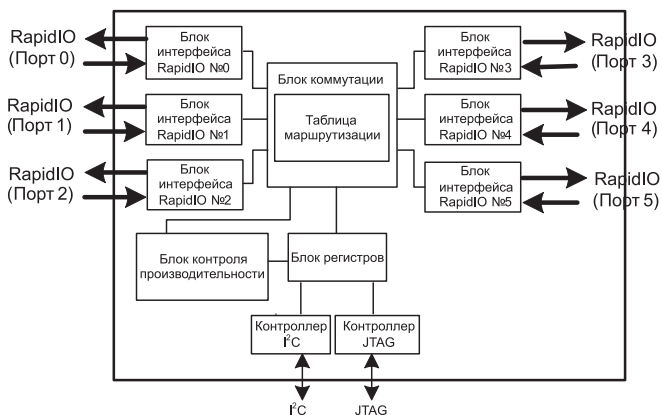 RapidIO
(Порт 0)
Блок
интерфейса
RapidIO №0
RapidIO
(Порт 1)
Блок
интерфейса
RapidIO №1
RapidIO
(Порт 2)
Блок
интерфейса
RapidIO №2
Блок коммутации
Таблица
маршрутизации
Блок
интерфейса
RapidIO №3
RapidIO
(Порт 3)
Блок
интерфейса
RapidIO №4
RapidIO
(Порт 4)
Блок
интерфейса
RapidIO №5
RapidIO
(Порт 5)
Блок контроля
производительности
Блок регистров
Контроллер
I²C
Контроллер
JTAG
I²C
JTAG